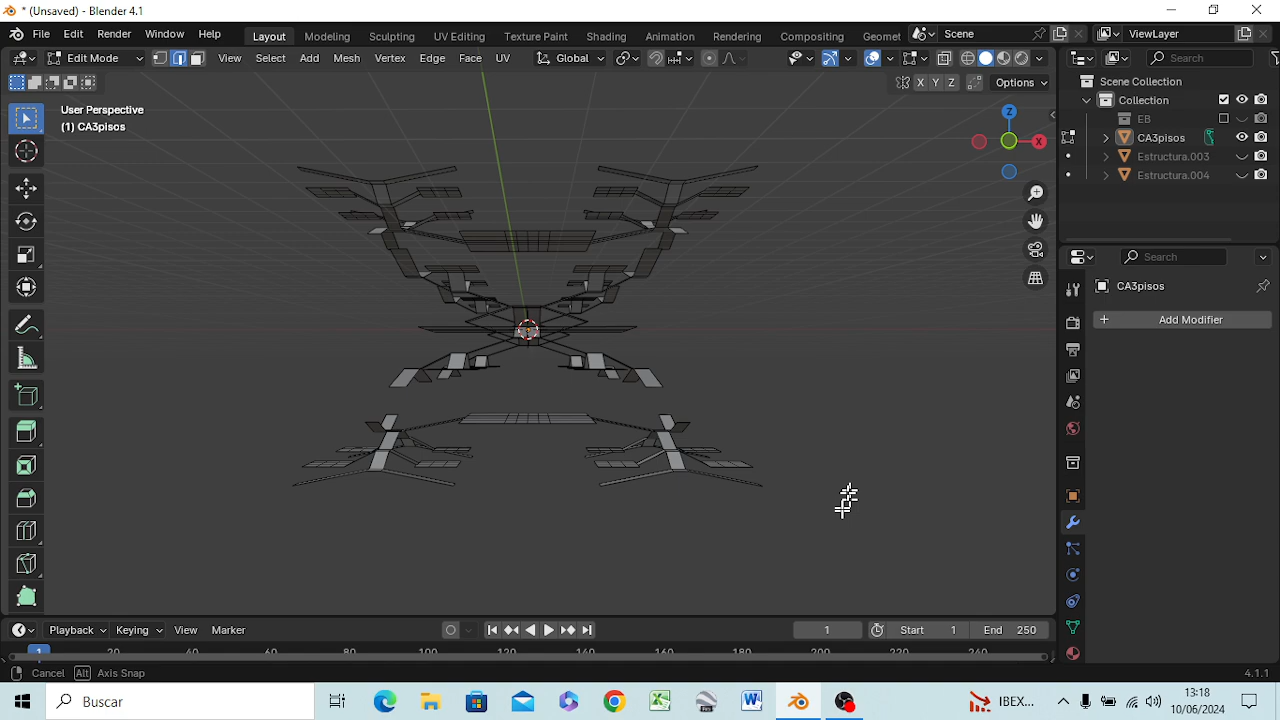 * (Unsaved) - Blender 4.1
File Edit Render Window Help Layout Modeling Sculpting UV Editing Texture Paint Shading Animation Rendering Compositing Geomet Scene ViewLayer
Edit Mode View Select Add Mesh Vertex Edge Face UV Global Search
X Y Z Options
User Perspective
(1) CA3pisos
Scene Collection
Collection
EB
CA3pisos
Estructura.003
Estructura.004
Z
X
Search
CA3pisos
Add Modifier
Playback Keying View Marker 1 Start 1 End 250
1 20 40 60 80 100 120 140 160 180 200 220 240
Cancel Alt Axis Snap 4.1.1
Buscar IBEX... 13:18
10/06/2024